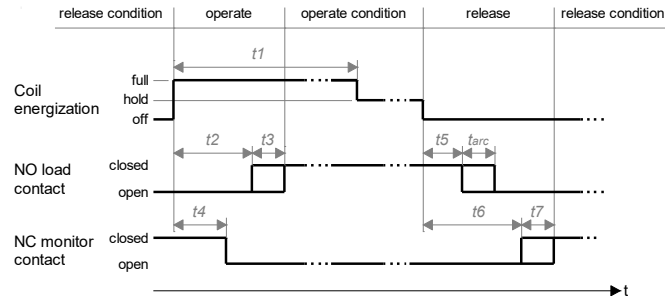 release condition operate operate condition release release condition
t1
Coil
energization
full
hold
off
t2 t3 t5 tarc
NO load
contact
closed
open
t4 t6 t7
NC monitor
contact
closed
open
t